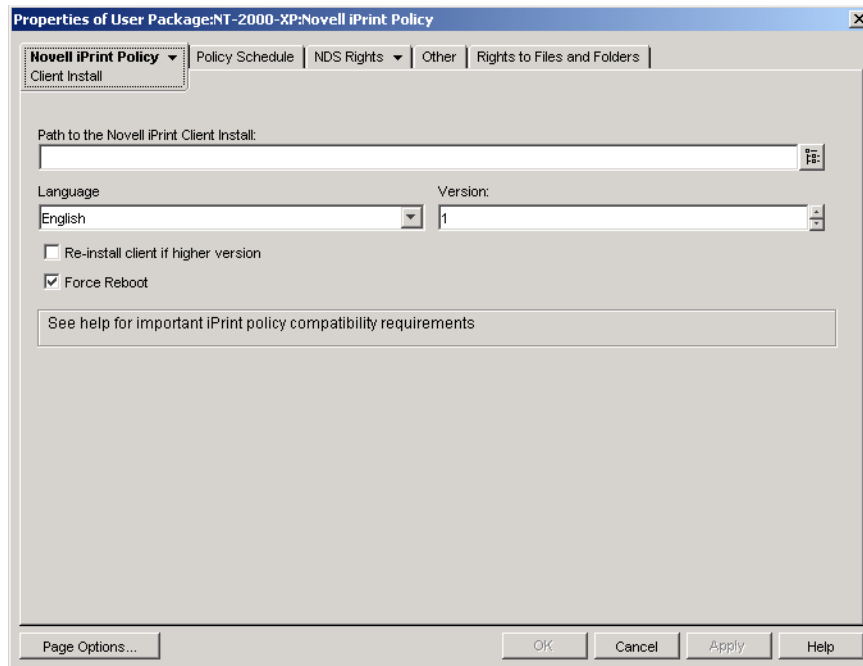 Properties of User Package:NT-2000-XP:Novell iPrint Policy
Novell iPrint Policy
Policy Schedule
NDS Rights
Other
Rights to Files and Folders
Client Install
Path to the Novell iPrint Client Install:
Language
Version:
English
1
Re-install client if higher version
Force Reboot
See help for important iPrint policy compatibility requirements
Page Options...
OK
Cancel
Apply
Help